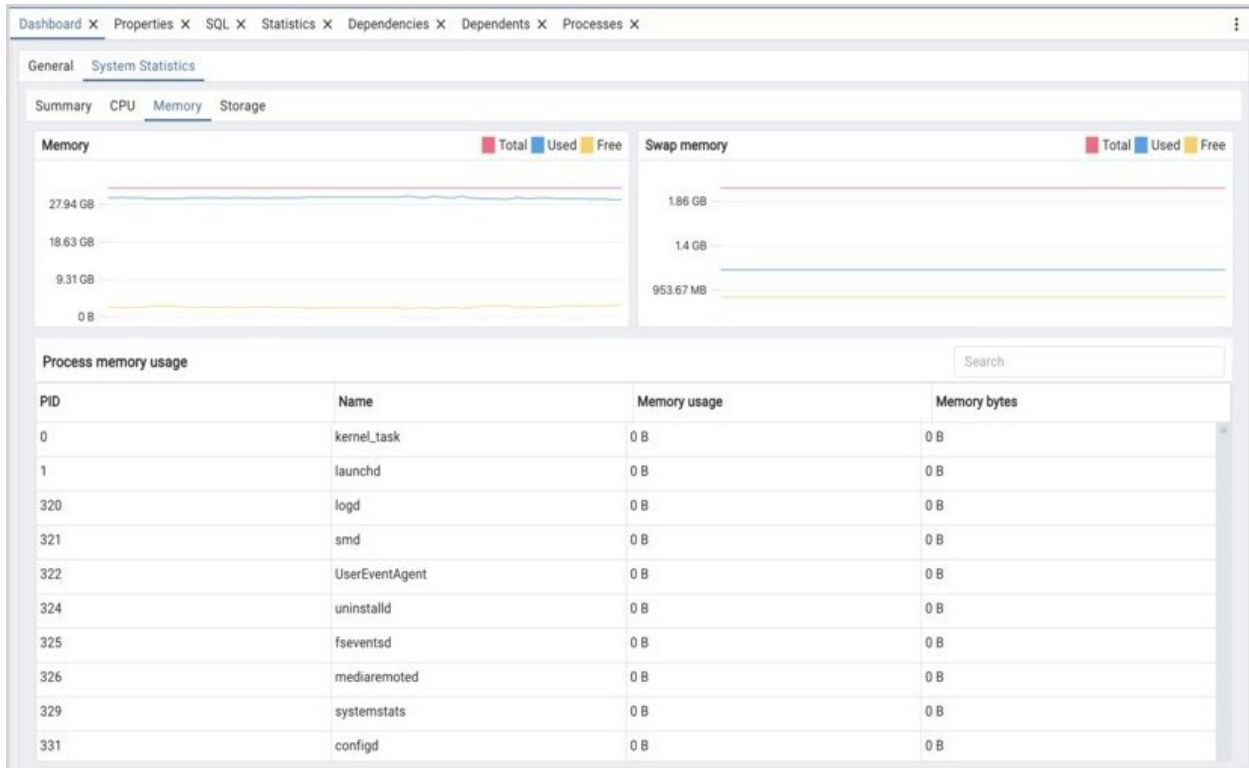 Dashboard X Properties X SQL X Statistics X Dependencies X Dependents X Processes X
General System Statistics
Summary CPU Memory Storage
Memory Total Used Free
27.94 GB
18.63 GB
9.31 GB
0 B
Swap memory Total Used Free
1.86 GB
1.4 GB
953.67 MB
Process memory usage Search
PID Name Memory usage Memory bytes
0 kernel_task 0 B 0 B
1 launchd 0 B 0 B
320 logd 0 B 0 B
321 smd 0 B 0 B
322 UserEventAgent 0 B 0 B
324 uninstalld 0 B 0 B
325 fseventsd 0 B 0 B
326 mediaremoted 0 B 0 B
329 systemstats 0 B 0 B
331 configd 0 B 0 B